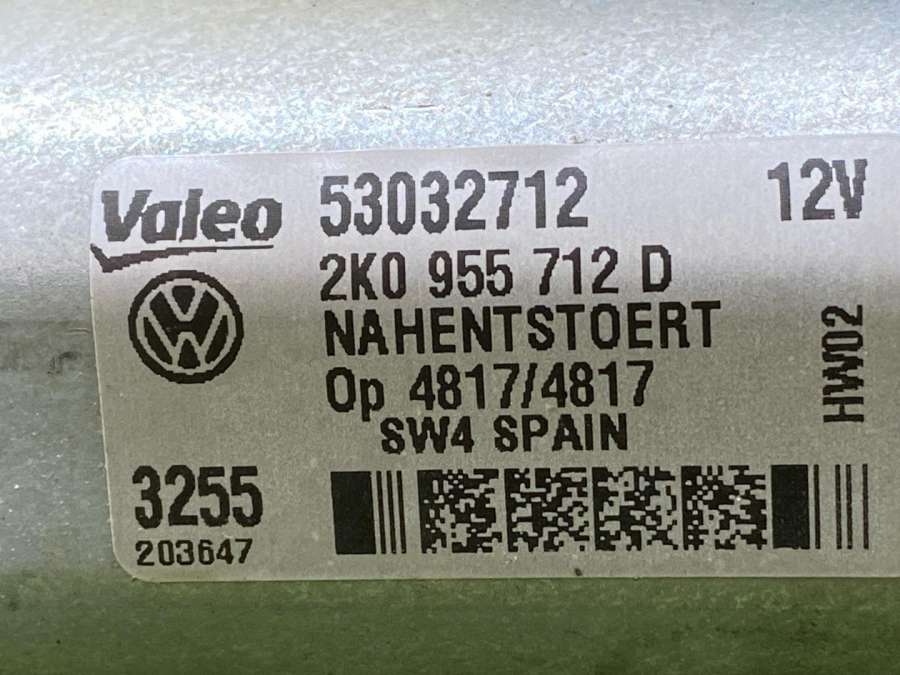 Valeo 53032712 12V
2K0 955 712 D
NAHENTSTOERT
Op 4817/4817
SW4 SPAIN
HW02
3255
203647